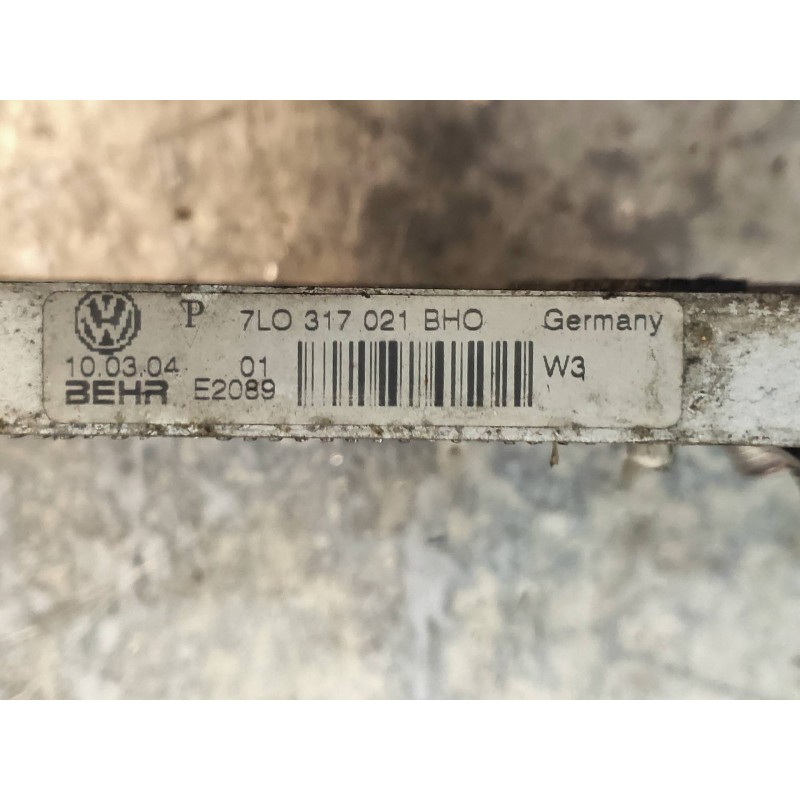 P 7LO 317 021 BHO Germany
10.03.04 01 W3
BEHR E2089